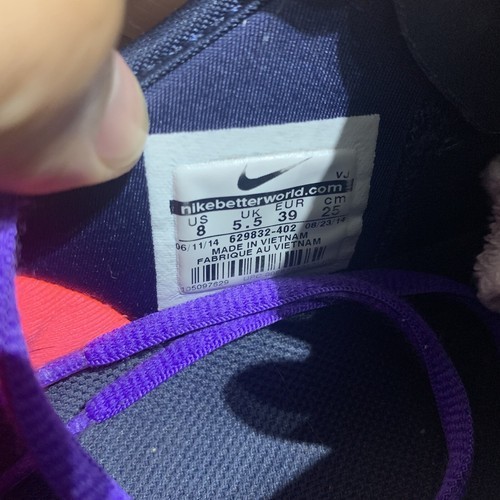 VJ
nikebetterworld.com
US UK EUR cm
8 5.5 39 25
06/11/14 629832-402 08/23/14
MADE IN VIETNAM
FABRIQUE AU VIETNAM